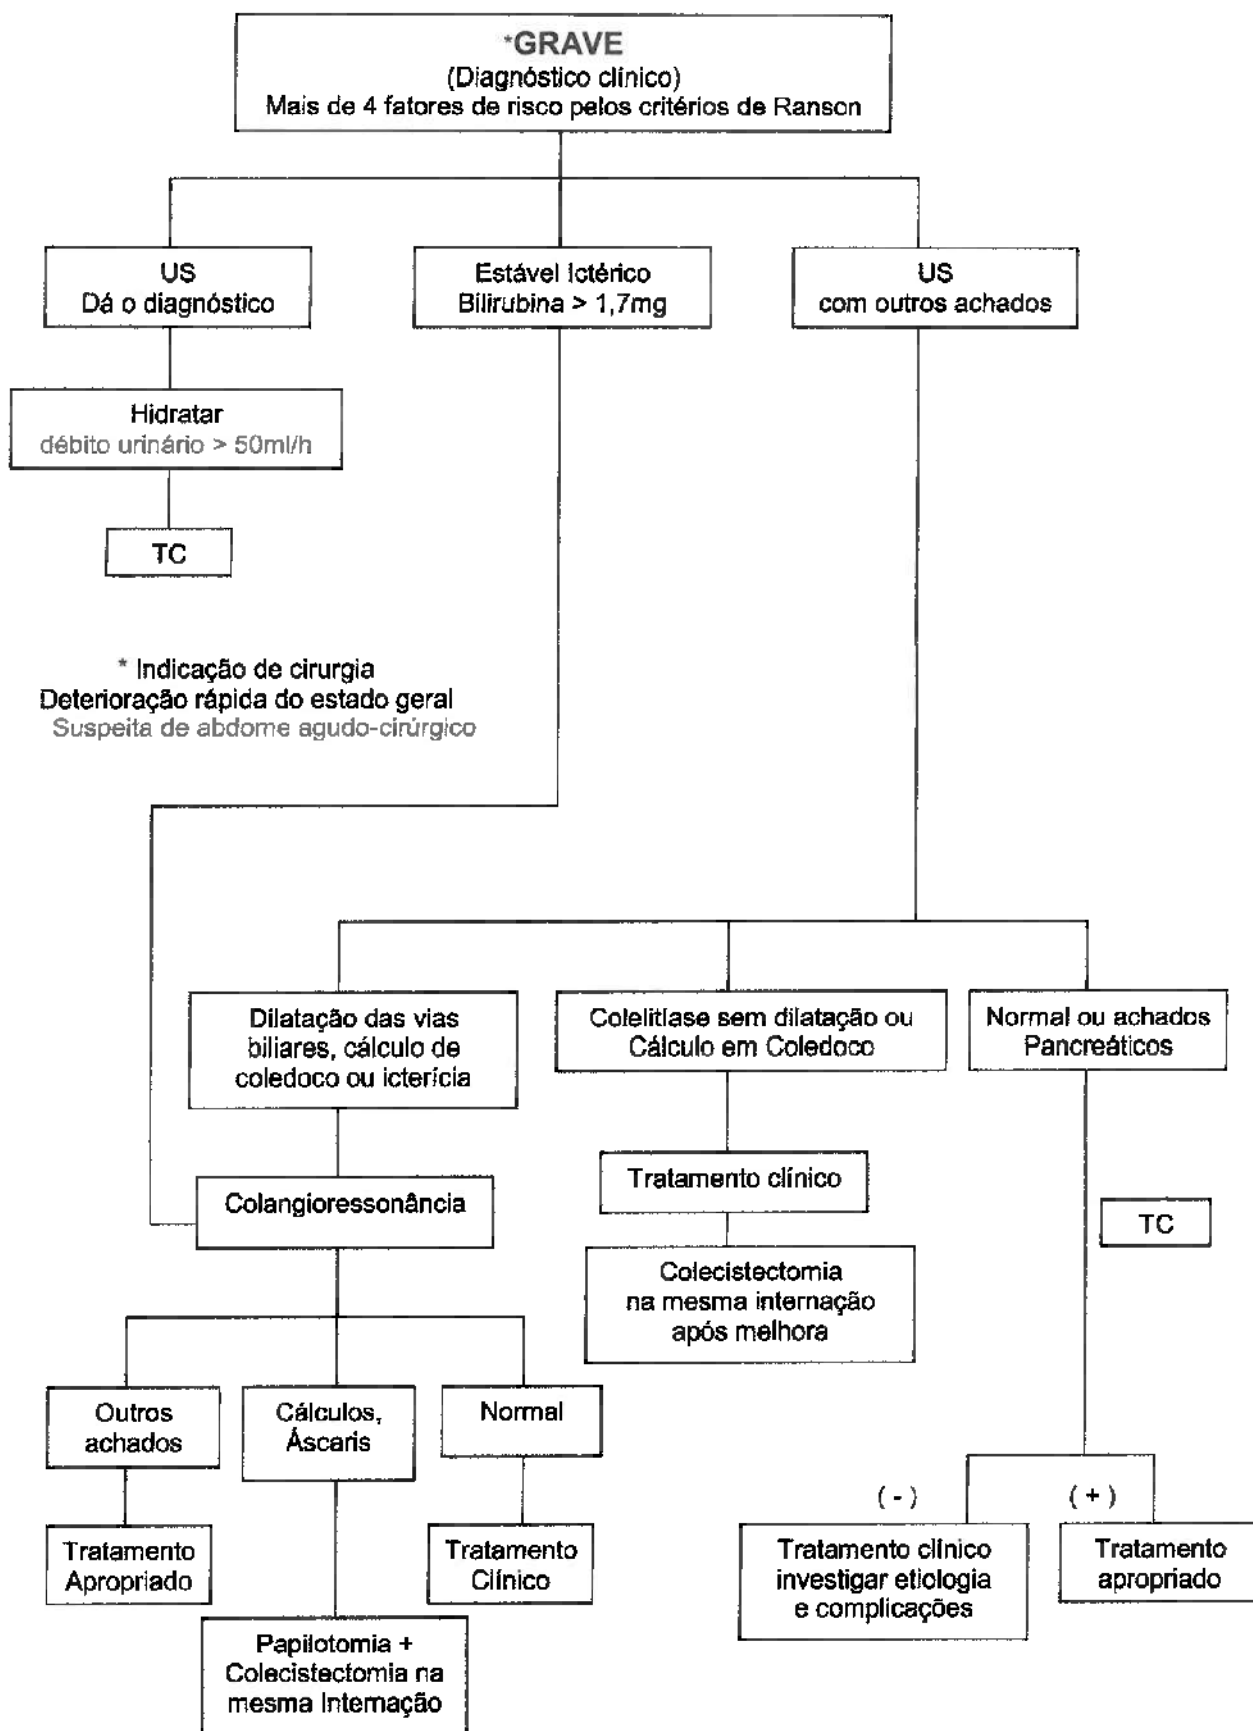 *GRAVE
(Diagnóstico clínico)
Mais de 4 fatores de risco pelos critérios de Ranson
US
Dá o diagnóstico
Estável Ictérico
Bilirubina > 1,7mg
US
com outros achados
Hidratar
débito urinário > 50ml/h
TC
* Indicação de cirurgia
Deterioração rápida do estado geral
Suspeita de abdome agudo-cirúrgico
Dilatação das vias
biliares, cálculo de
coledoco ou icterícia
Colelitíase sem dilatação ou
Cálculo em Coledoco
Normal ou achados
Pancreáticos
Colangioressonância
Tratamento clínico
TC
Colecistectomia
na mesma internação
após melhora
Outros
achados
Cálculos,
Áscaris
Normal
( - )
( + )
Tratamento
Apropriado
Tratamento
Clínico
Tratamento clínico
investigar etiologia
e complicações
Tratamento
apropriado
Papilotomia +
Colecistectomia na
mesma Internação